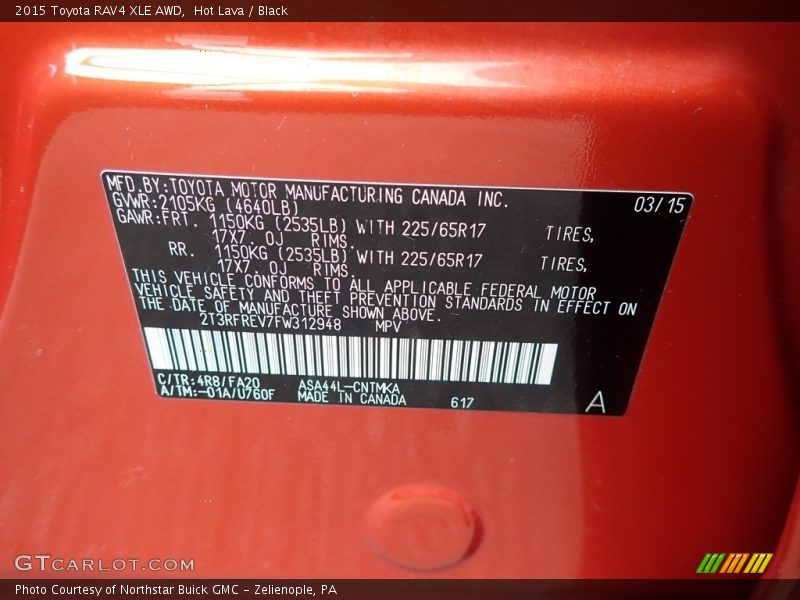 2015 Toyota RAV4 XLE AWD,  Hot Lava / Black
MFD.BY:TOYOTA MOTOR MANUFACTURING CANADA INC.
GVWR:2105KG (4640LB) 03/15
GAWR:FRT. 1150KG (2535LB) WITH 225/65R17 TIRES,
17X7. 0J RIMS.
RR. 1150KG (2535LB) WITH 225/65R17 TIRES,
17X7. 0J RIMS.
THIS VEHICLE CONFORMS TO ALL APPLICABLE FEDERAL MOTOR
VEHICLE SAFETY AND THEFT PREVENTION STANDARDS IN EFFECT ON
THE DATE OF MANUFACTURE SHOWN ABOVE.
2T3RFREV7FW312948 MPV
C/TR:4R8/FA20 ASA44L-CNTMKA
A/TM:-01A/U760F MADE IN CANADA 617 A
GTCARLOT.COM
Photo Courtesy of Northstar Buick GMC - Zelienople, PA